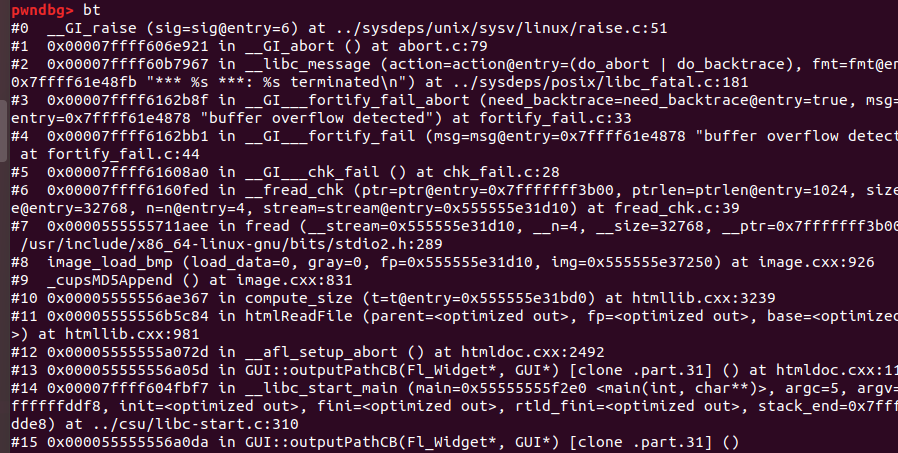 pwndbg> bt
#0  __GI_raise (sig=sig@entry=6) at ../sysdeps/unix/sysv/linux/raise.c:51
#1  0x00007ffff606e921 in __GI_abort () at abort.c:79
#2  0x00007ffff60b7967 in __libc_message (action=action@entry=(do_abort | do_backtrace), fmt=fmt@en
0x7ffff61e48fb "*** %s ***: %s terminated\n") at ../sysdeps/posix/libc_fatal.c:181
#3  0x00007ffff6162b8f in __GI___fortify_fail_abort (need_backtrace=need_backtrace@entry=true, msg=
entry=0x7ffff61e4878 "buffer overflow detected") at fortify_fail.c:33
#4  0x00007ffff6162bb1 in __GI___fortify_fail (msg=msg@entry=0x7ffff61e4878 "buffer overflow detect
 at fortify_fail.c:44
#5  0x00007ffff61608a0 in __GI___chk_fail () at chk_fail.c:28
#6  0x00007ffff6160fed in __fread_chk (ptr=ptr@entry=0x7fffffff3b00, ptrlen=ptrlen@entry=1024, size
e@entry=32768, n=n@entry=4, stream=stream@entry=0x555555e31d10) at fread_chk.c:39
#7  0x0000555555711aee in fread (__stream=0x555555e31d10, __n=4, __size=32768, __ptr=0x7fffffff3b00
 /usr/include/x86_64-linux-gnu/bits/stdio2.h:289
#8  image_load_bmp (load_data=0, gray=0, fp=0x555555e31d10, img=0x555555e37250) at image.cxx:926
#9  _cupsMD5Append () at image.cxx:831
#10 0x00005555556ae367 in compute_size (t=t@entry=0x555555e31bd0) at htmllib.cxx:3239
#11 0x00005555556b5c84 in htmlReadFile (parent=<optimized out>, fp=<optimized out>, base=<optimized
>) at htmllib.cxx:981
#12 0x00005555555a072d in __afl_setup_abort () at htmldoc.cxx:2492
#13 0x000055555556a05d in GUI::outputPathCB(Fl_Widget*, GUI*) [clone .part.31] () at htmldoc.cxx:11
#14 0x00007ffff604fbf7 in __libc_start_main (main=0x55555555f2e0 <main(int, char**)>, argc=5, argv=
ffffffddf8, init=<optimized out>, fini=<optimized out>, rtld_fini=<optimized out>, stack_end=0x7fff
dde8) at ../csu/libc-start.c:310
#15 0x000055555556a0da in GUI::outputPathCB(Fl_Widget*, GUI*) [clone .part.31] ()